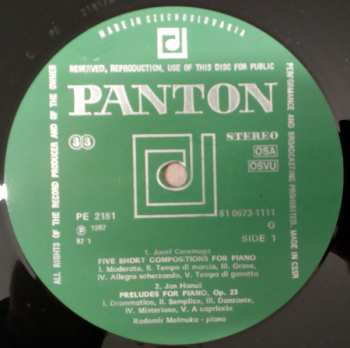 MADE IN CZECHOSLOVAKIA
RESERVED, REPRODUCTION, USE OF THIS DISC FOR PUBLIC
PERFORMANCE AND BROADCASTING PROHIBITED. MADE IN CSSR
ALL RIGHTS OF THE RECORD PRODUCER AND OF THE OWNER
PANTON
33
STEREO
OSA
OSVU
PE 2181
81 0673-1111
Ⓟ 1987
G
87 1
SIDE 1
1. Josef Ceremuga
FIVE SHORT COMPOSITIONS FOR PIANO
I. Moderato, II. Tempo di marcia, III. Grave,
IV. Allegro scherzando, V. Tempo di gavotta
2. Jan Hanuš
PRELUDES FOR PIANO, Op. 23
I. Drammatico, II. Semplice, III. Danzante,
IV. Misterioso, V. A capriccio
Radomír Melmuka - piano